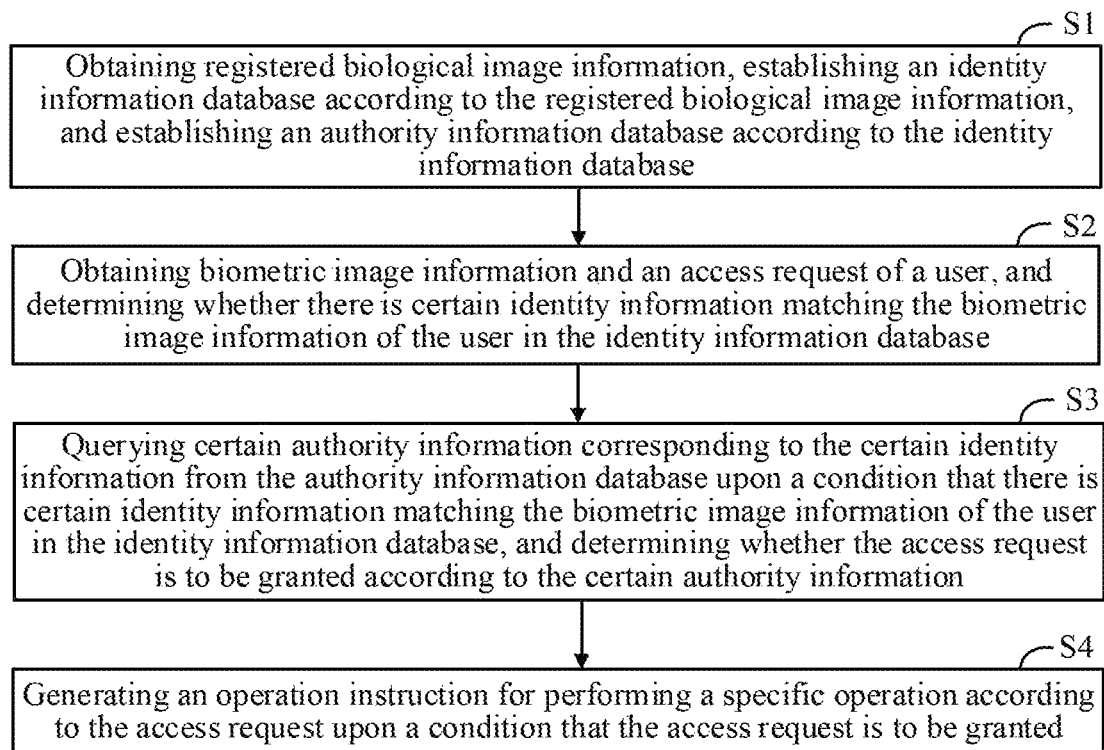 S1
Obtaining registered biological image information, establishing an identity
information database according to the registered biological image information,
and establishing an authority information database according to the identity
information database
S2
Obtaining biometric image information and an access request of a user, and
determining whether there is certain identity information matching the biometric
image information of the user in the identity information database
S3
Querying certain authority information corresponding to the certain identity
information from the authority information database upon a condition that there is
certain identity information matching the biometric image information of the user
in the identity information database, and determining whether the access request
is to be granted according to the certain authority information
S4
Generating an operation instruction for performing a specific operation according
to the access request upon a condition that the access request is to be granted